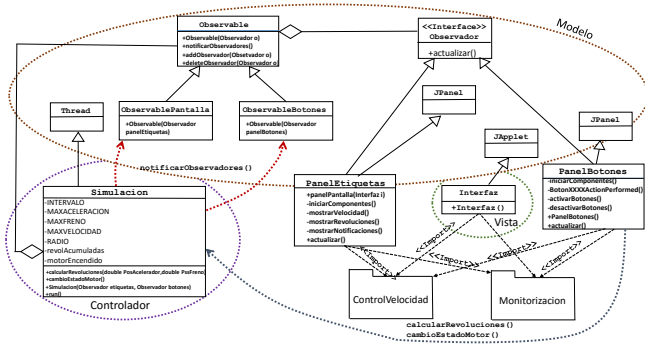 Observable
+Observable(Observador o)
+notificarObservadores()
+addObservador(Obsetvador o)
+deleteObservador(Observador o)
<<Interface>>
Observador
+actualizar()
Modelo
Thread
ObservablePantalla
+Observable(Observador
panelEtiquetas)
ObservableBotones
+Observable(Observador
panelBotones)
JPanel
JPanel
JApplet
notificarObservadores()
Simulacion
-INTERVALO
-MAXACELERACION
-MAXFRENO
-MAXVELOCIDAD
-RADIO
-revolAcumuladas
-motorEncendido
+calcularRevoluciones(double PosAcelerador,double PsFreno)
+cambioEstadoMotor()
+Simulacion(Observador etiquetas, Observador botones)
+run()
Controlador
PanelEtiquetas
+panelPantalla(Interfaz i)
-iniciarComponentes()
-mostrarVelocidad()
-mostrarRevoluciones()
-mostrarNotificaciones()
+actualizar()
Interfaz
+Interfaz()
Vista
PanelBotones
-iniciarComponentes()
-BotonXXXXActionPerformed()
-activarBotones()
-desactivarBotones()
+PanelBotones()
+actualizar()
<<Import>>
<<Import>>
<<Import>>
<<Import>>
ControlVelocidad
Monitorizacion
calcularRevoluciones()
cambioEstadoMotor()